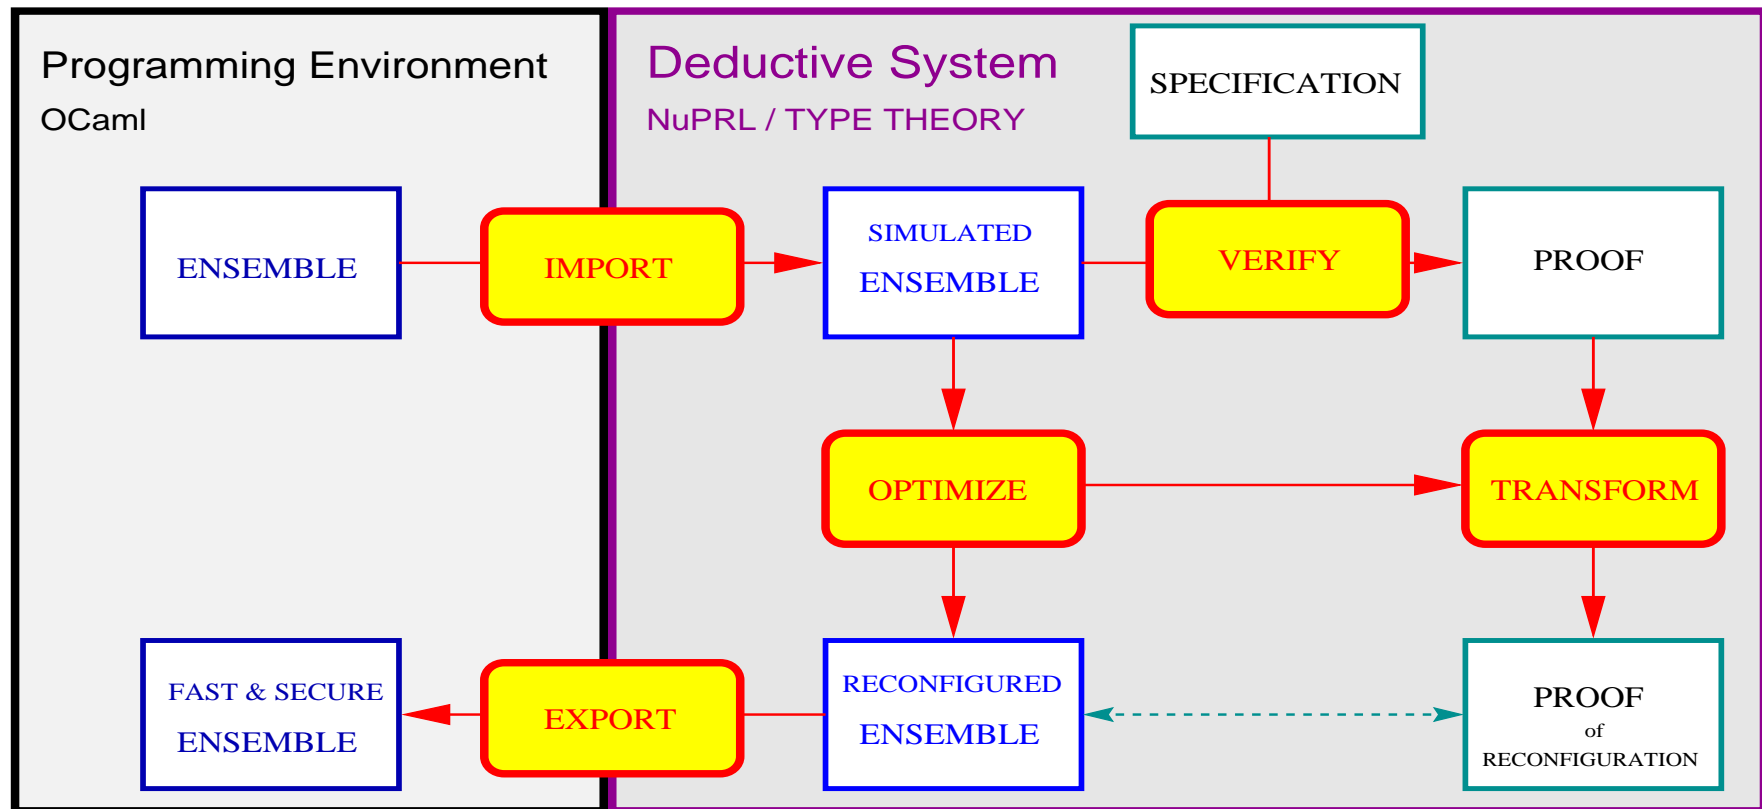 Programming Environment
OCaml
Deductive System
NuPRL / TYPE THEORY
SPECIFICATION
ENSEMBLE
IMPORT
SIMULATED
ENSEMBLE
VERIFY
PROOF
OPTIMIZE
TRANSFORM
FAST & SECURE
ENSEMBLE
EXPORT
RECONFIGURED
ENSEMBLE
PROOF
of
RECONFIGURATION